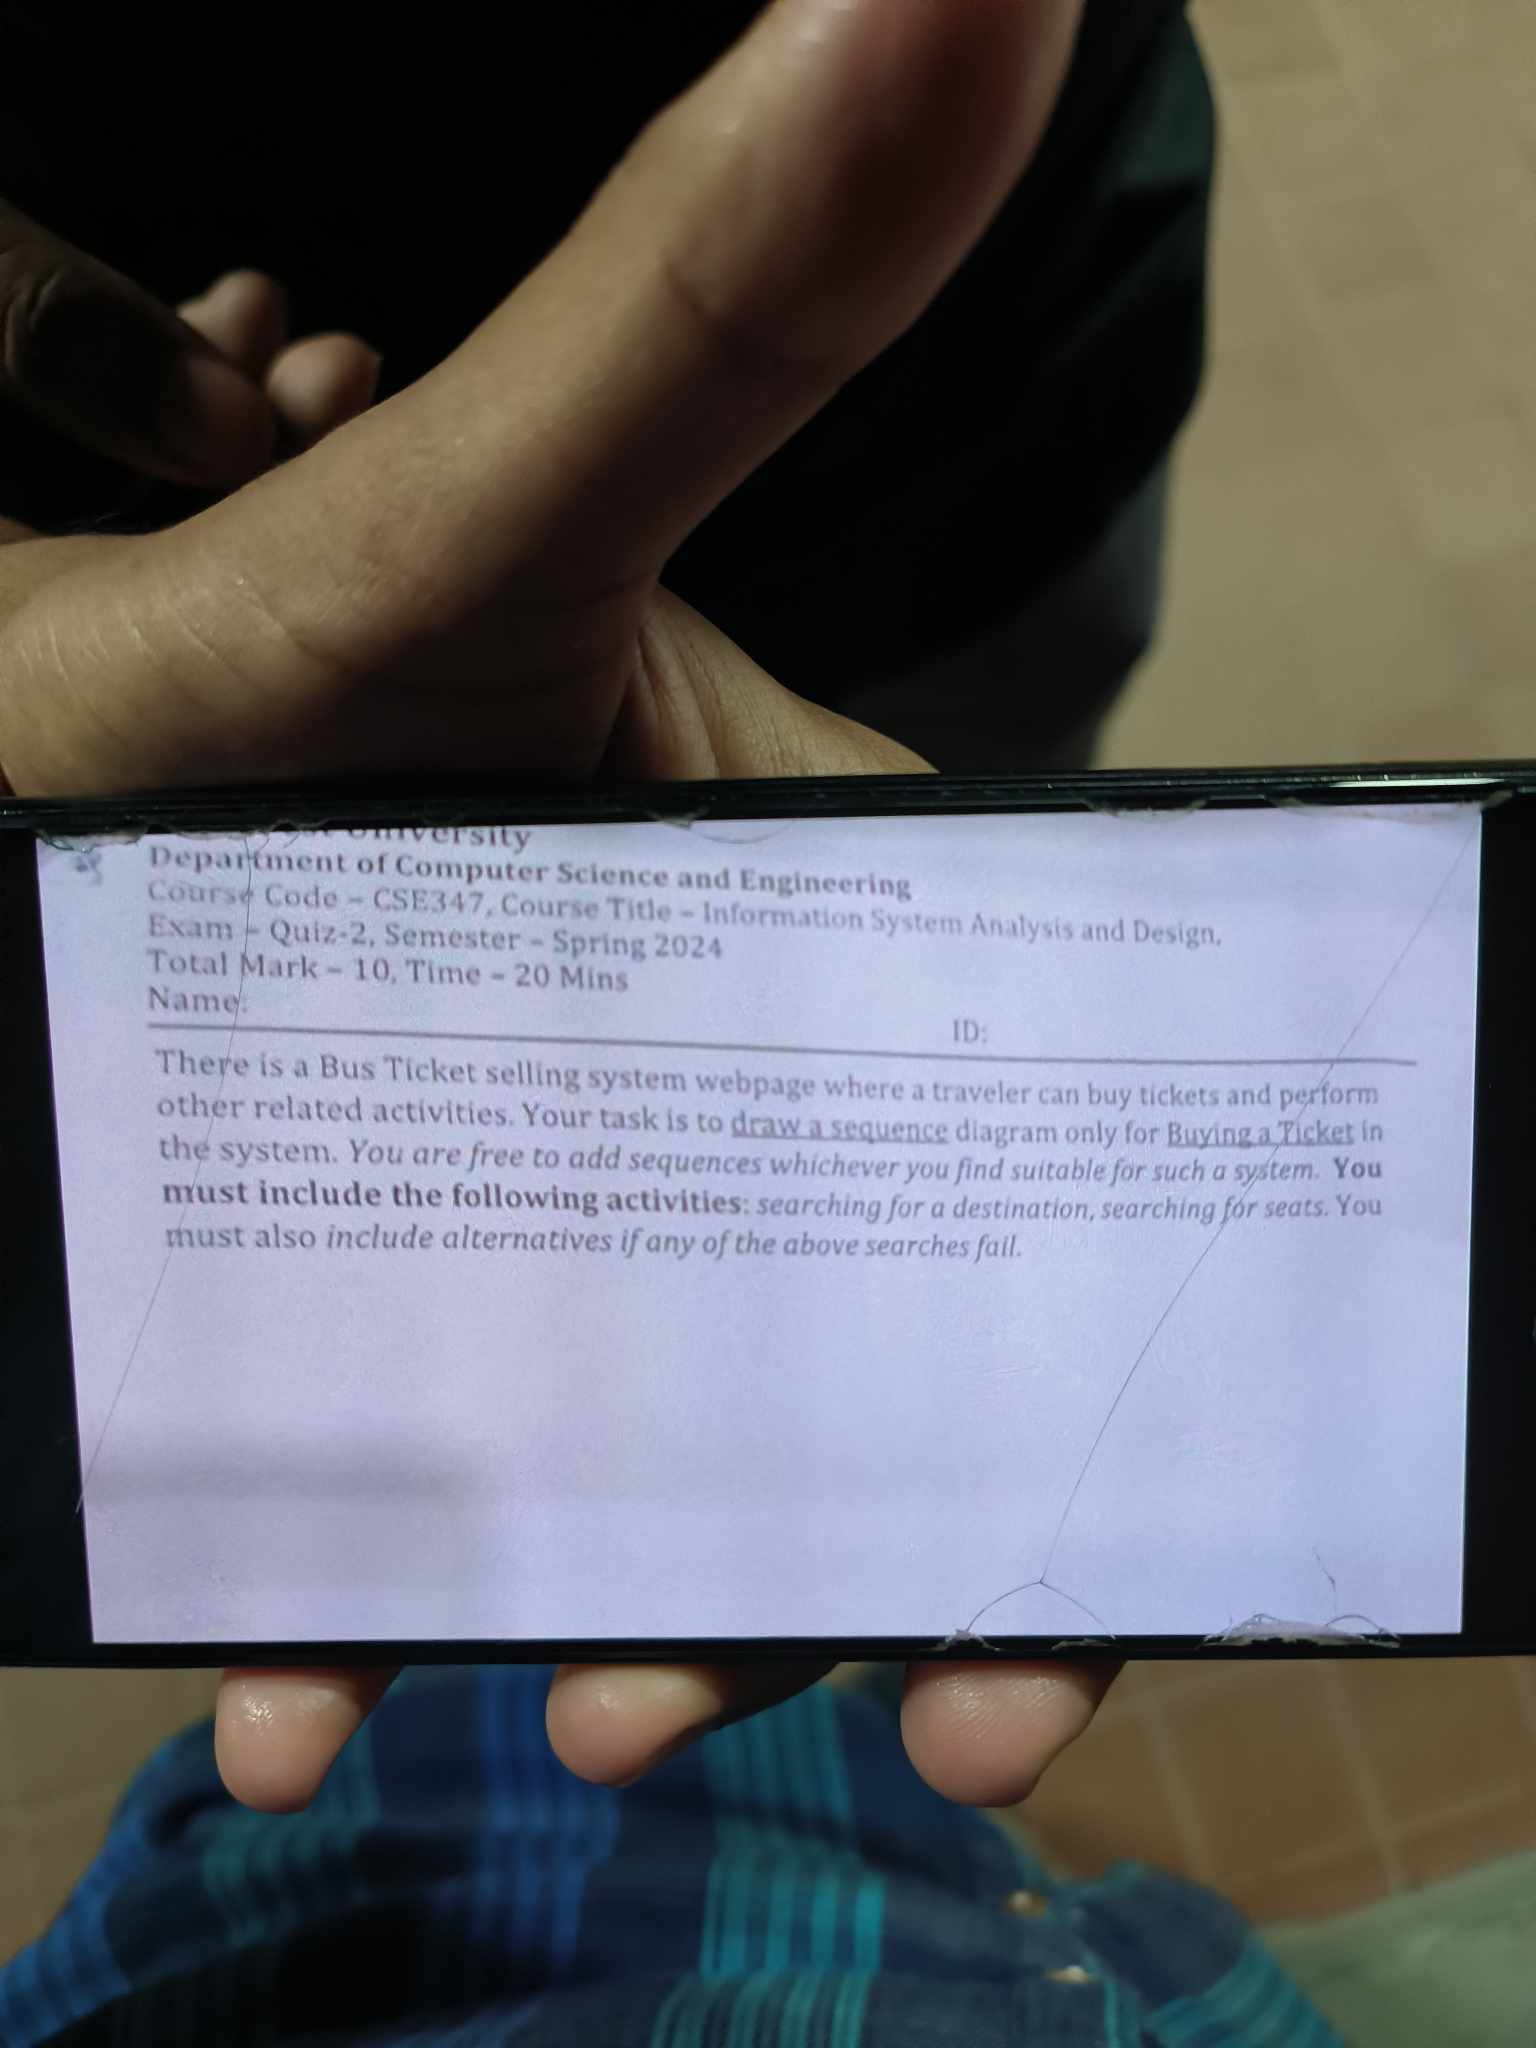 University
Department of Computer Science and Engineering
Course Code – CSE347, Course Title – Information System Analysis and Design,
Exam – Quiz-2, Semester – Spring 2024
Total Mark – 10, Time – 20 Mins
Name:
ID:
There is a Bus Ticket selling system webpage where a traveler can buy tickets and perform
other related activities. Your task is to draw a sequence diagram only for Buying a Ticket in
the system. You are free to add sequences whichever you find suitable for such a system. You
must include the following activities: searching for a destination, searching for seats. You
must also include alternatives if any of the above searches fail.